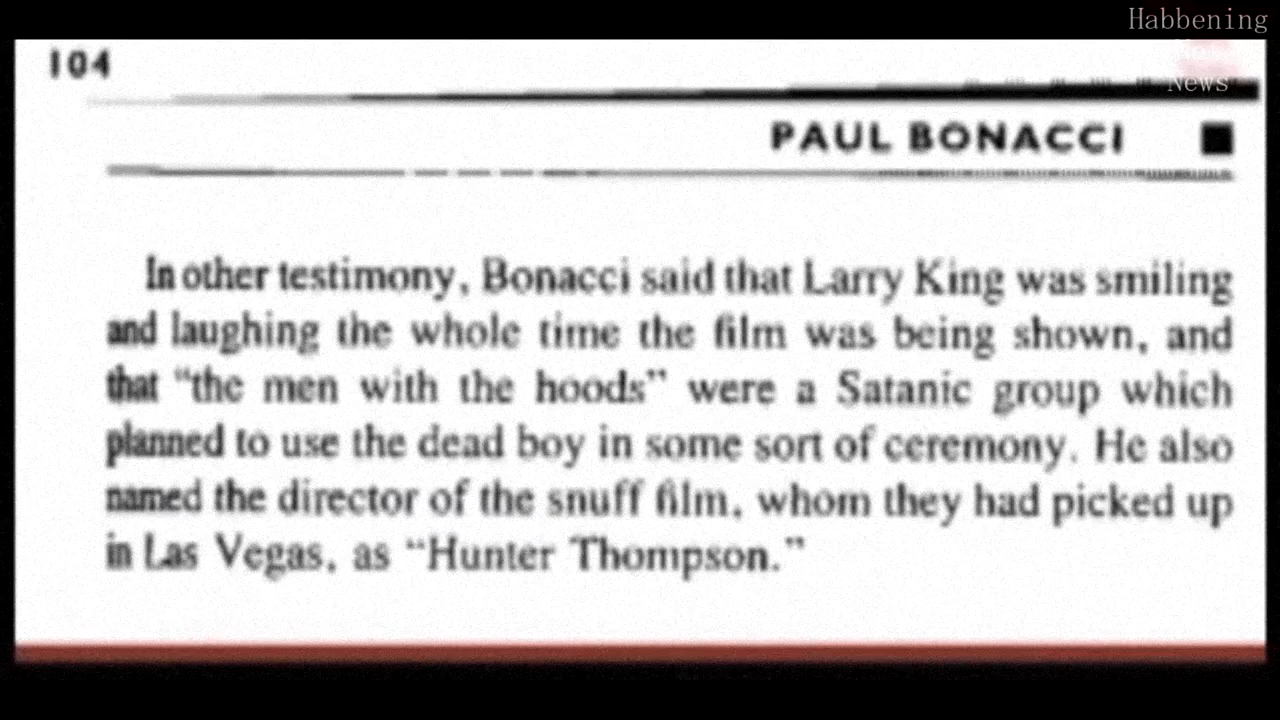 Habbening
News
104
PAUL BONACCI
In other testimony, Bonacci said that Larry King was smiling
and laughing the whole time the film was being shown, and
that “the men with the hoods” were a Satanic group which
planned to use the dead boy in some sort of ceremony. He also
named the director of the snuff film, whom they had picked up
in Las Vegas, as “Hunter Thompson.”